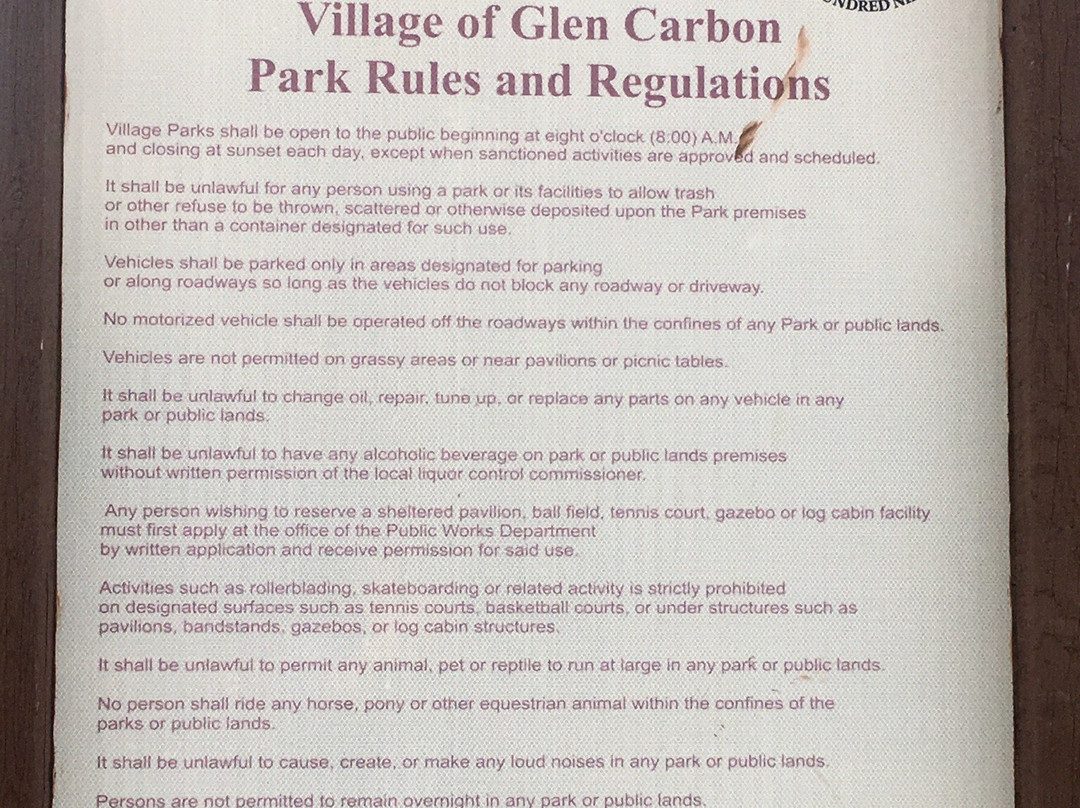 Village of Glen Carbon
Park Rules and Regulations
Village Parks shall be open to the public beginning at eight o'clock (8:00) A.M.
and closing at sunset each day, except when sanctioned activities are approved and scheduled.
It shall be unlawful for any person using a park or its facilities to allow trash
or other refuse to be thrown, scattered or otherwise deposited upon the Park premises
in other than a container designated for such use.
Vehicles shall be parked only in areas designated for parking
or along roadways so long as the vehicles do not block any roadway or driveway.
No motorized vehicle shall be operated off the roadways within the confines of any Park or public lands.
Vehicles are not permitted on grassy areas or near pavilions or picnic tables.
It shall be unlawful to change oil, repair, tune up, or replace any parts on any vehicle in any
park or public lands.
It shall be unlawful to have any alcoholic beverage on park or public lands premises
without written permission of the local liquor control commissioner.
Any person wishing to reserve a sheltered pavilion, ball field, tennis court, gazebo or log cabin facility
must first apply at the office of the Public Works Department
by written application and receive permission for said use.
Activities such as rollerblading, skateboarding or related activity is strictly prohibited
on designated surfaces such as tennis courts, basketball courts, or under structures such as
pavilions, bandstands, gazebos, or log cabin structures.
It shall be unlawful to permit any animal, pet or reptile to run at large in any park or public lands.
No person shall ride any horse, pony or other equestrian animal within the confines of the
parks or public lands.
It shall be unlawful to cause, create, or make any loud noises in any park or public lands.
Persons are not permitted to remain overnight in any park or public lands.